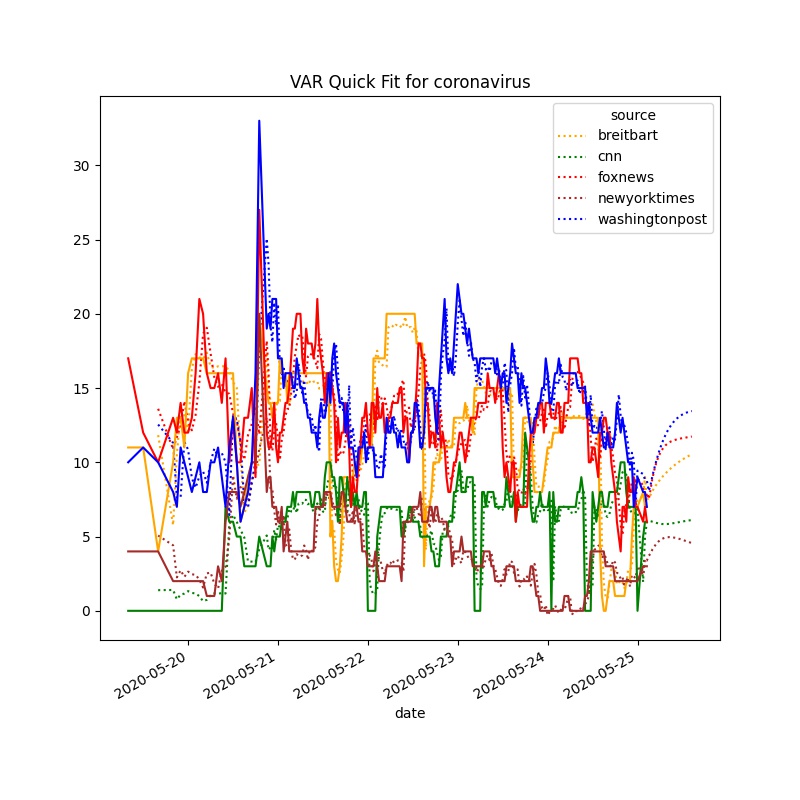 VAR Quick Fit for coronavirus
source
breitbart
cnn
foxnews
newyorktimes
washingtonpost
30
25
20
15
10
5
0
2020-05-20
2020-05-21
2020-05-22
2020-05-23
2020-05-24
2020-05-25
date